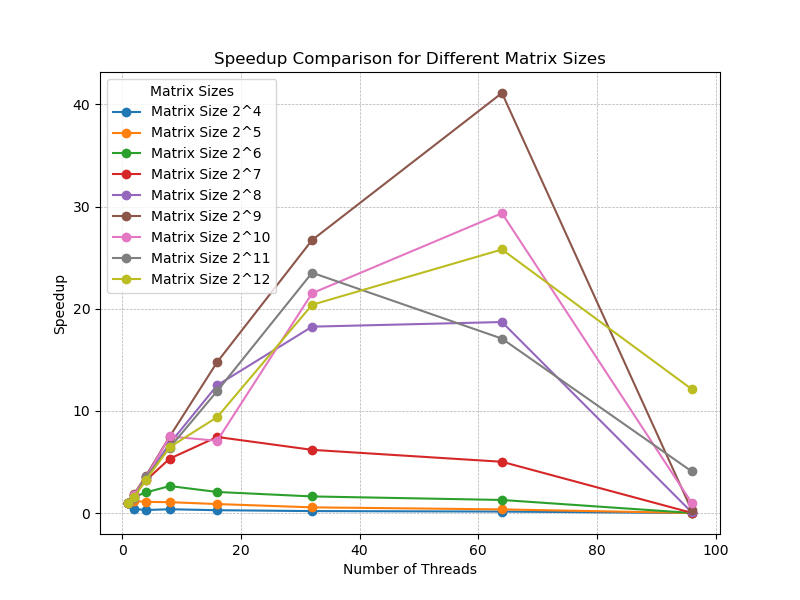 Speedup Comparison for Different Matrix Sizes
Matrix Sizes
Matrix Size 2^4
Matrix Size 2^5
Matrix Size 2^6
Matrix Size 2^7
Matrix Size 2^8
Matrix Size 2^9
Matrix Size 2^10
Matrix Size 2^11
Matrix Size 2^12
Speedup
40
30
20
10
0
0 20 40 60 80 100
Number of Threads